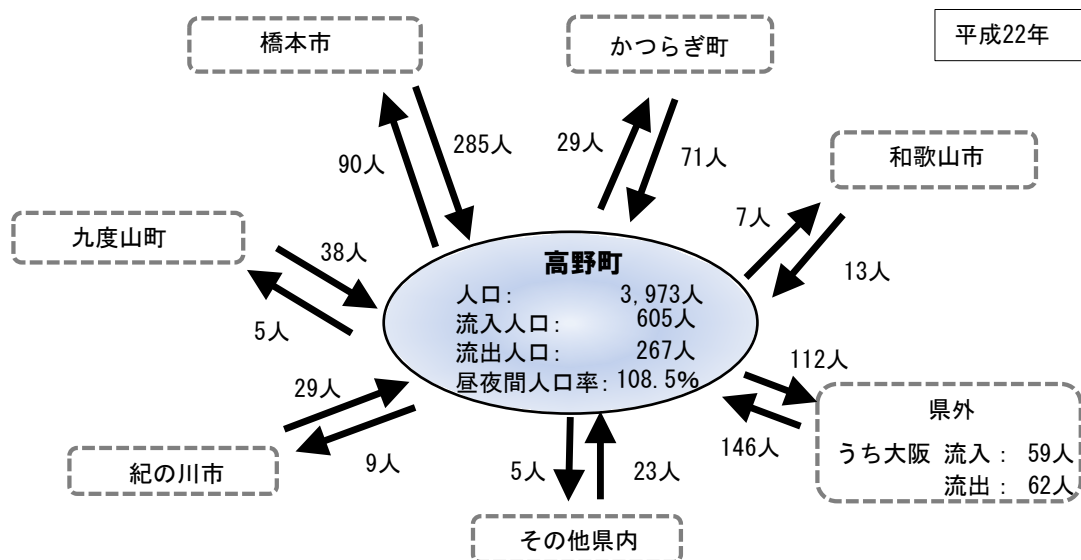 平成22年
橋本市
かつらぎ町
90人
285人
29人
71人
和歌山市
7人
13人
九度山町
38人
5人
高野町
人口： 3,973人
流入人口： 605人
流出人口： 267人
昼夜間人口率：108.5%
29人
9人
紀の川市
5人
23人
その他県内
112人
146人
県外
うち大阪 流入： 59人
流出： 62人